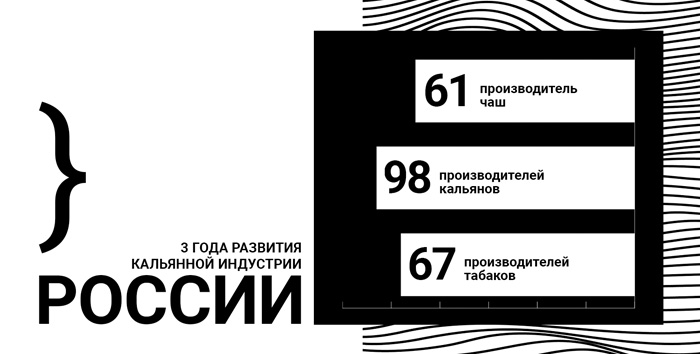 }
3 ГОДА РАЗВИТИЯ
КАЛЬЯННОЙ ИНДУСТРИИ
РОССИИ
61 производитель
чаш
98 производителей
кальянов
67 производителей
табаков